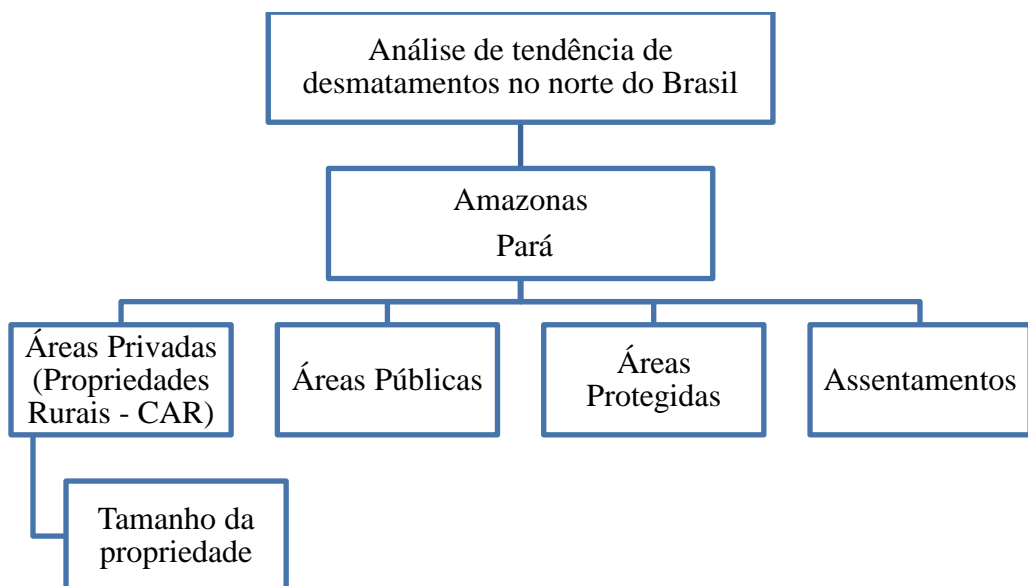 Análise de tendência de
desmatamentos no norte do Brasil
Amazonas
Pará
Áreas Privadas
(Propriedades
Rurais - CAR)
Áreas Públicas
Áreas
Protegidas
Assentamentos
Tamanho da
propriedade